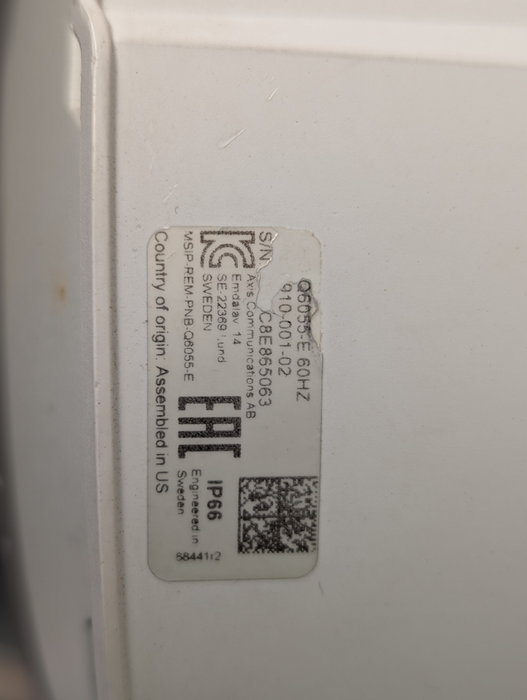 Q6055-E 60HZ
910-001-02
S/N C8E865063
Axis Communications AB
Emdalav. 14
SE-22369 Lund
SWEDEN
MSIP-REM-PNB-Q6055-E
Country of origin: Assembled in US
EAC
IP66
Engineered in
Sweden
68441r2